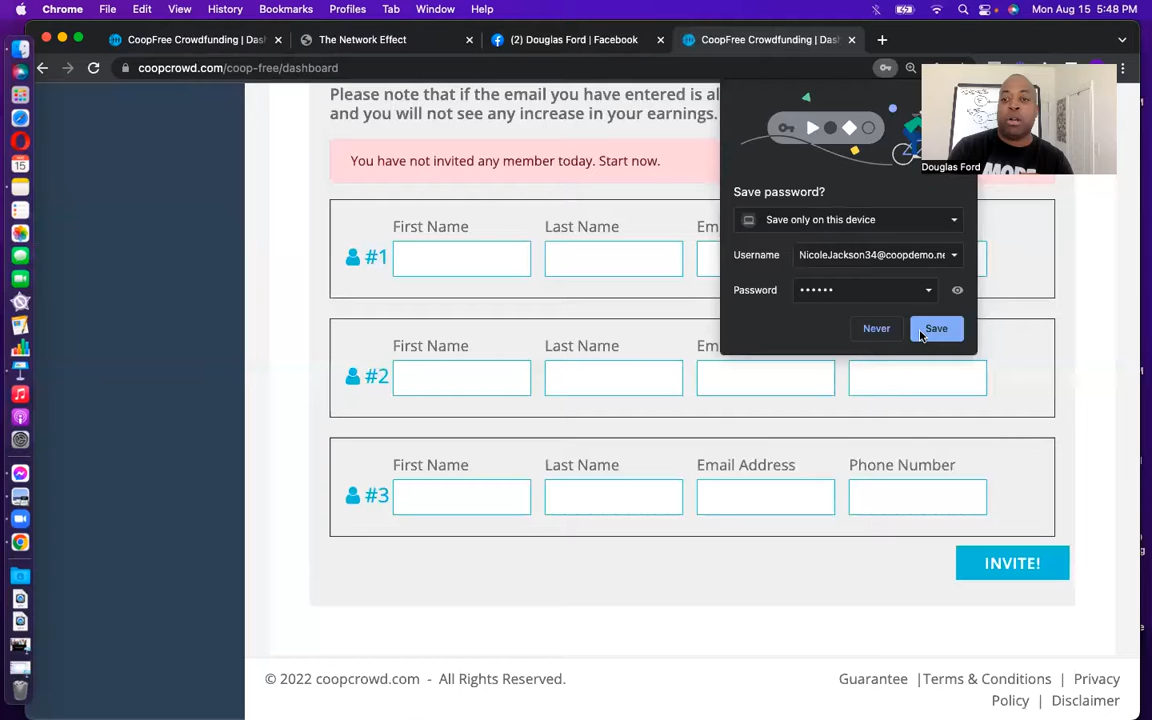 Chrome File Edit View History Bookmarks Profiles Tab Window Help Mon Aug 15 5:48 PM
CoopFree Crowdfunding | Das The Network Effect (2) Douglas Ford | Facebook CoopFree Crowdfunding | Das
coopcrowd.com/coop-free/dashboard
Please note that if the email you have entered is al
and you will not see any increase in your earnings.
Douglas Ford
You have not invited any member today. Start now.
Save password?
Save only on this device
Username NicoleJackson34@coopdemo.ne
Password ••••••
Never Save
First Name Last Name Em
#1
First Name Last Name Em
#2
First Name Last Name Email Address Phone Number
#3
INVITE!
© 2022 coopcrowd.com - All Rights Reserved.
Guarantee |Terms & Conditions | Privacy
Policy | Disclaimer